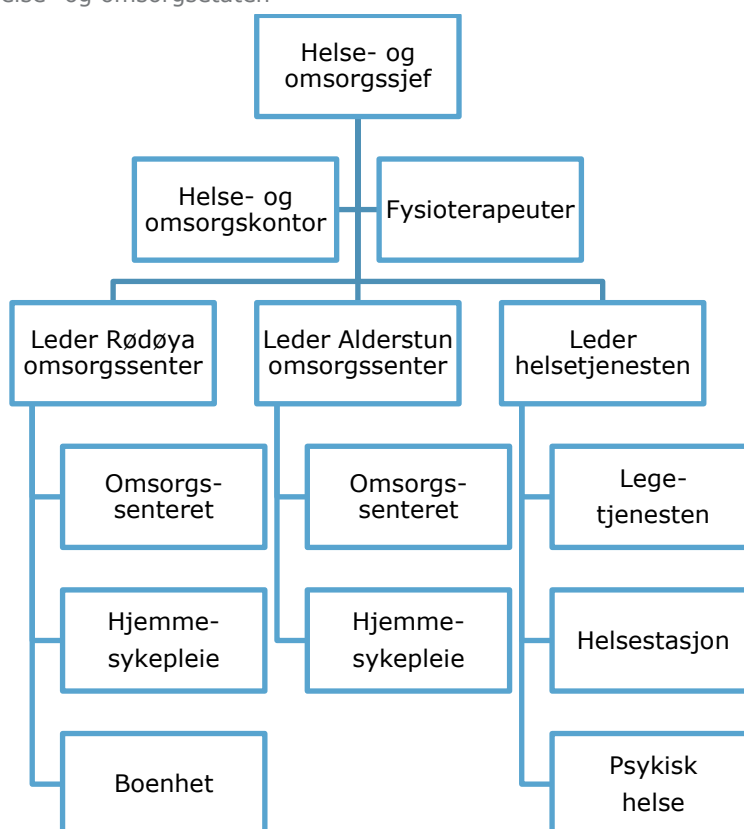 Helse- og
omsorgssjef
Helse- og
omsorgskontor
Fysioterapeuter
Leder Rødøya
omsorgssenter
Leder Alderstun
omsorgssenter
Leder
helsetjenesten
Omsorgs-
senteret
Hjemme-
sykepleie
Boenhet
Omsorgs-
senteret
Hjemme-
sykepleie
Lege-
tjenesten
Helsestasjon
Psykisk
helse